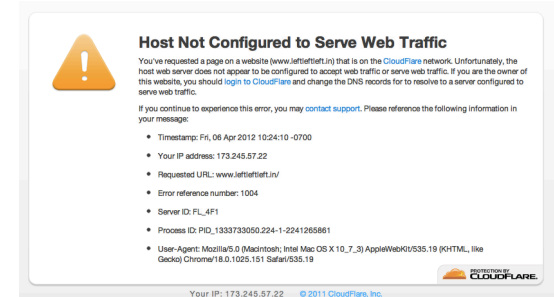 Host Not Configured to Serve Web Traffic
You've requested a page on a website (www.leftleftleft.in) that is on the CloudFlare network. Unfortunately, the
host web server does not appear to be configured to accept web traffic or serve web traffic. If you are the owner of
this website, you should login to CloudFlare and change the DNS records for to resolve to a server configured to
serve web traffic.
If you continue to experience this error, you may contact support. Please reference the following information in
your message:
• Timestamp: Fri, 06 Apr 2012 10:24:10 -0700
• Your IP address: 173.245.57.22
• Requested URL: www.leftleftleft.in/
• Error reference number: 1004
• Server ID: FL_4F1
• Process ID: PID_1333733050.224-1-2241265861
• User-Agent: Mozilla/5.0 (Macintosh; Intel Mac OS X 10_7_3) AppleWebKit/535.19 (KHTML, like
Gecko) Chrome/18.0.1025.151 Safari/535.19
PROTECTION BY
CLOUDFLARE.
Your IP: 173.245.57.22 © 2011 CloudFlare, Inc.